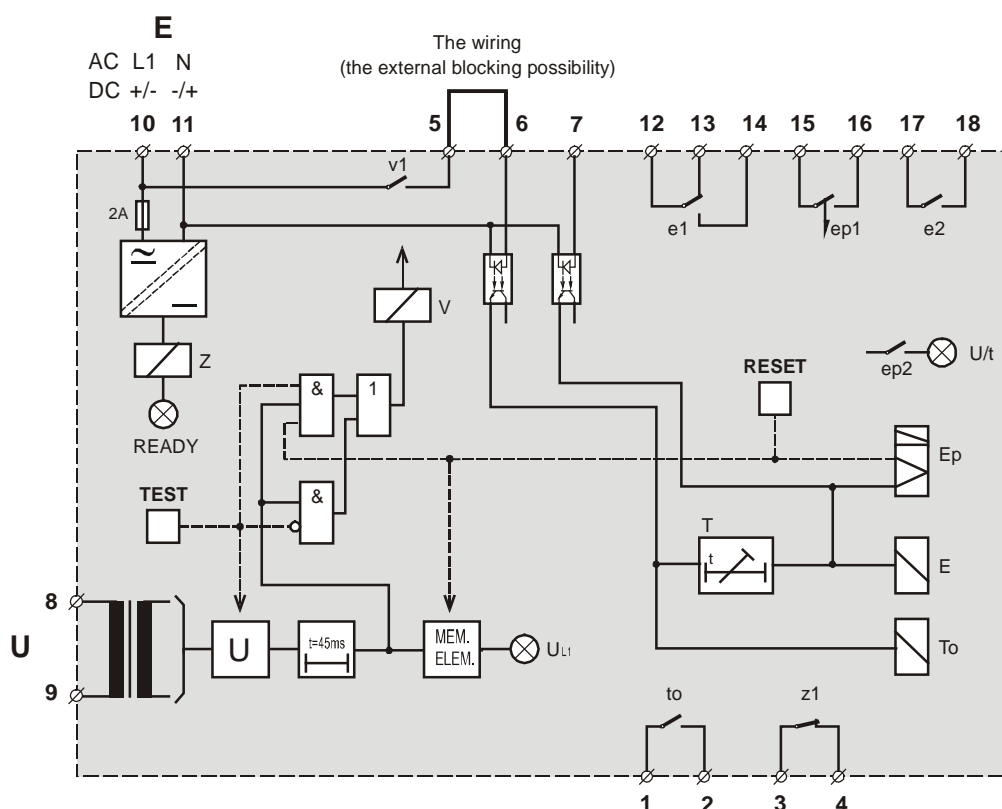 E
AC L1 N
DC +/- -/+
The wiring
(the external blocking possibility)
10 11 5 6 7 12 13 14 15 16 17 18
v1
2A
e1
ep1
e2
V
Z
READY
&
1
RESET
ep2
U/t
Ep
TEST
&
T
t
E
8
U
9
U
t=45ms
MEM.
ELEM.
UL1
To
to
z1
1 2 3 4